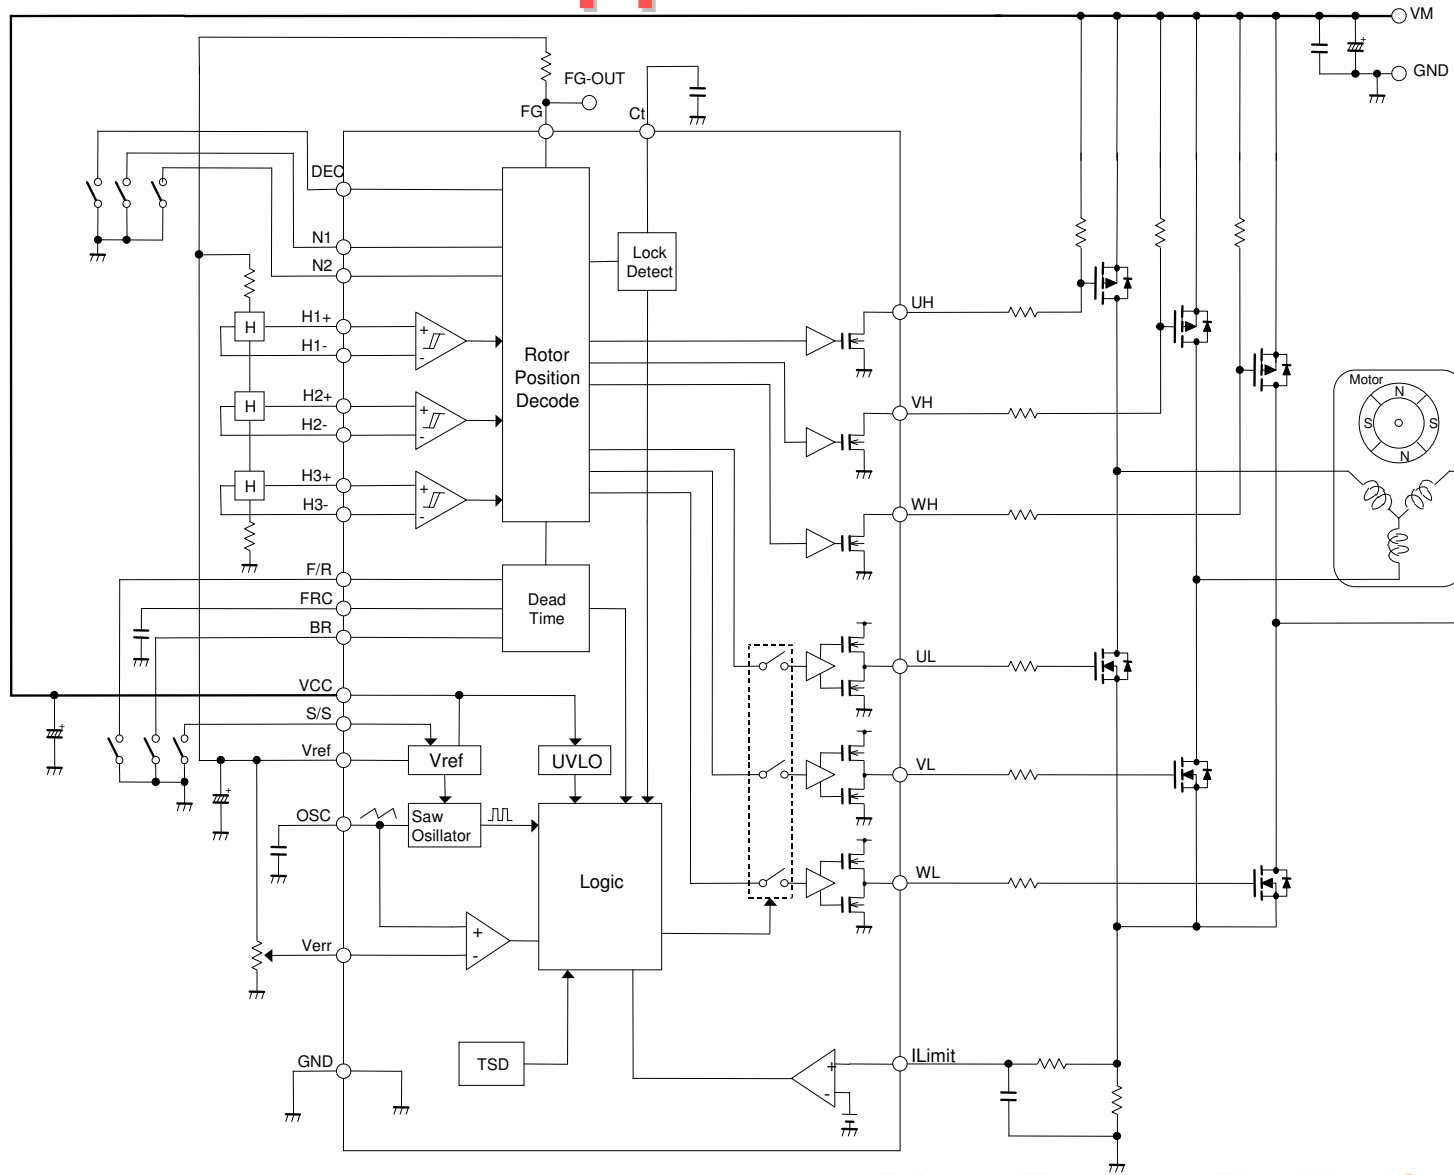 VM
GND
FG-OUT
FG
Ct
DEC
N1
N2
Lock
Detect
H1+
H
H1-
UH
Rotor
Position
Decode
H2+
H
H2-
VH
Motor
N
S
S
N
H3+
H
H3-
WH
F/R
FRC
BR
Dead
Time
UL
VCC
S/S
Vref
Vref
UVLO
VL
OSC
Saw
Osillator
Logic
WL
Verr
+
-
GND
TSD
ILimit
+
-
+
-
+
-
+
-
+
+
+